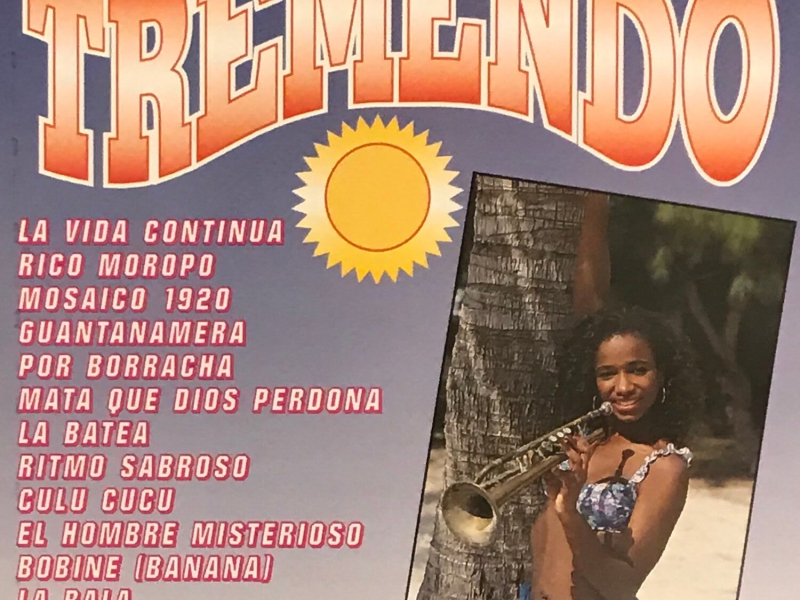 TREMENDO
LA VIDA CONTINUA
RICO MOROPO
MOSAICO 1920
GUANTANAMERA
POR BORRACHA
MATA QUE DIOS PERDONA
LA BATEA
RITMO SABROSO
CULU CUCU
EL HOMBRE MISTERIOSO
BOBINE (BANANA)
LA